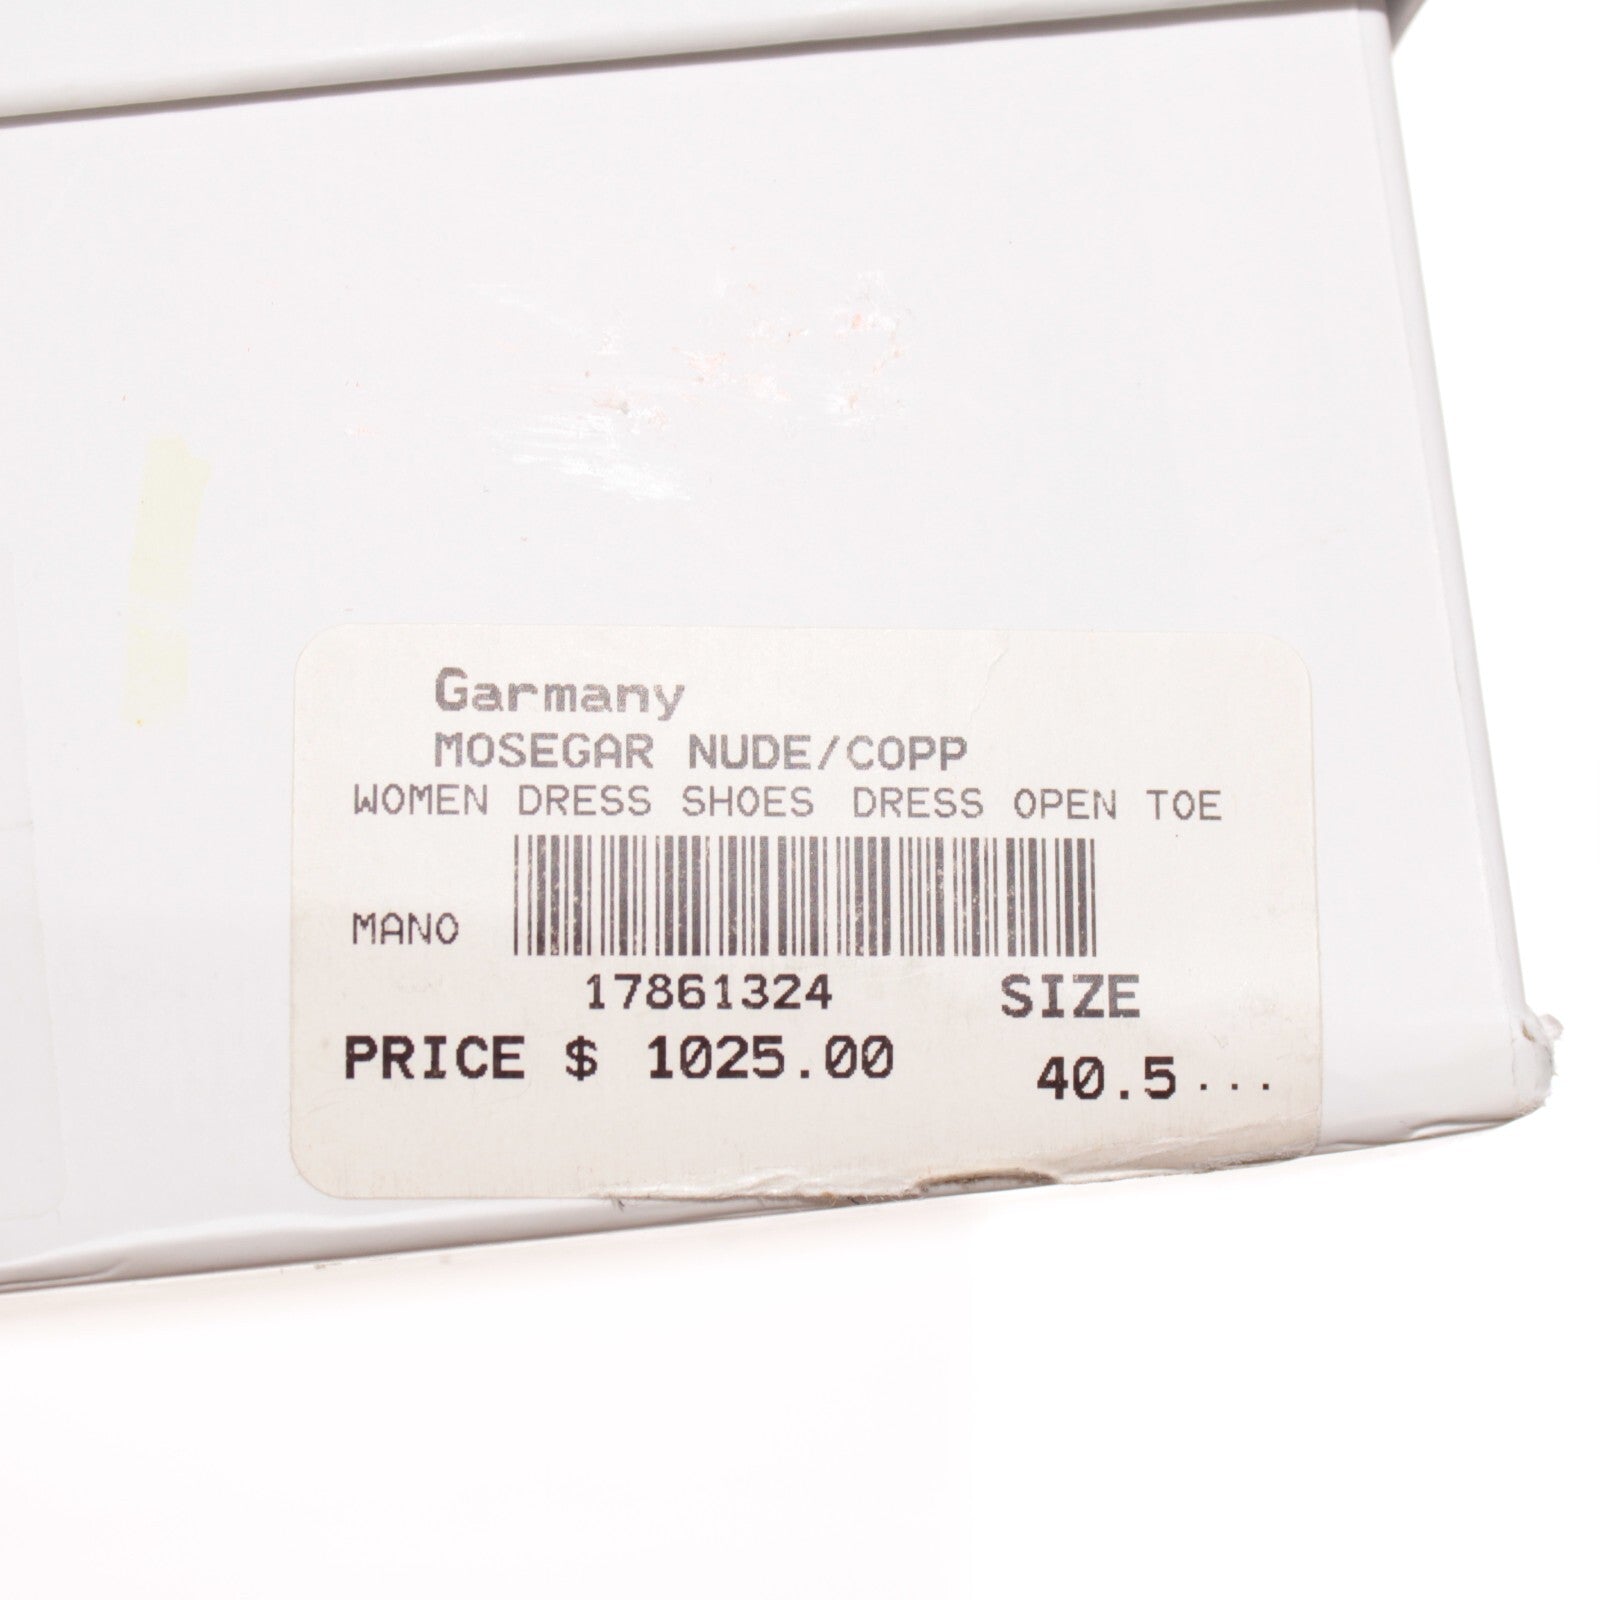 Garmany
MOSEGAR NUDE/COPP
WOMEN DRESS SHOES DRESS OPEN TOE
MANO
17861324 SIZE
PRICE $ 1025.00 40.5...